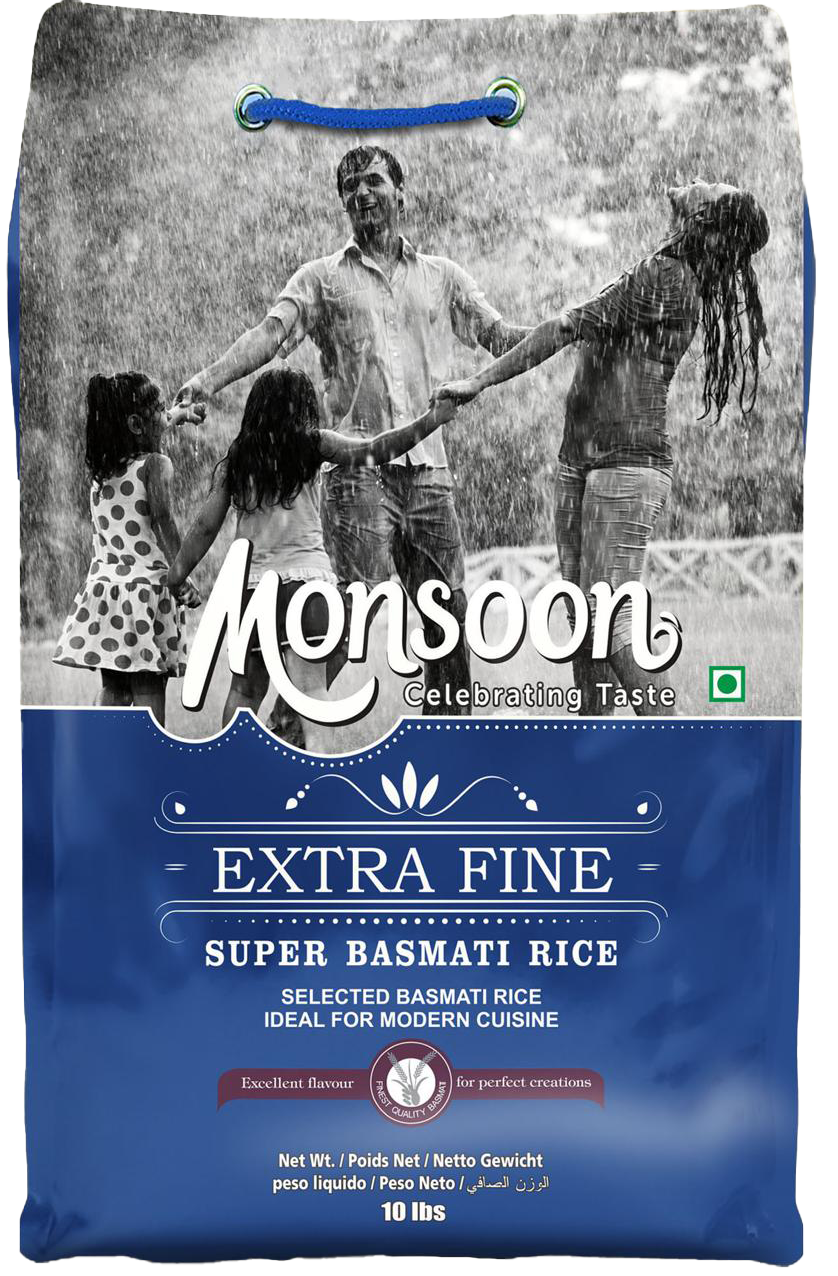 Monsoon
Celebrating Taste
EXTRA FINE
SUPER BASMATI RICE
SELECTED BASMATI RICE
IDEAL FOR MODERN CUISINE
Excellent flavour for perfect creations
FINEST QUALITY BASMATI
Net Wt. / Poids Net / Netto Gewicht
peso liquido / Peso Neto / الوزن الصافي
10 lbs